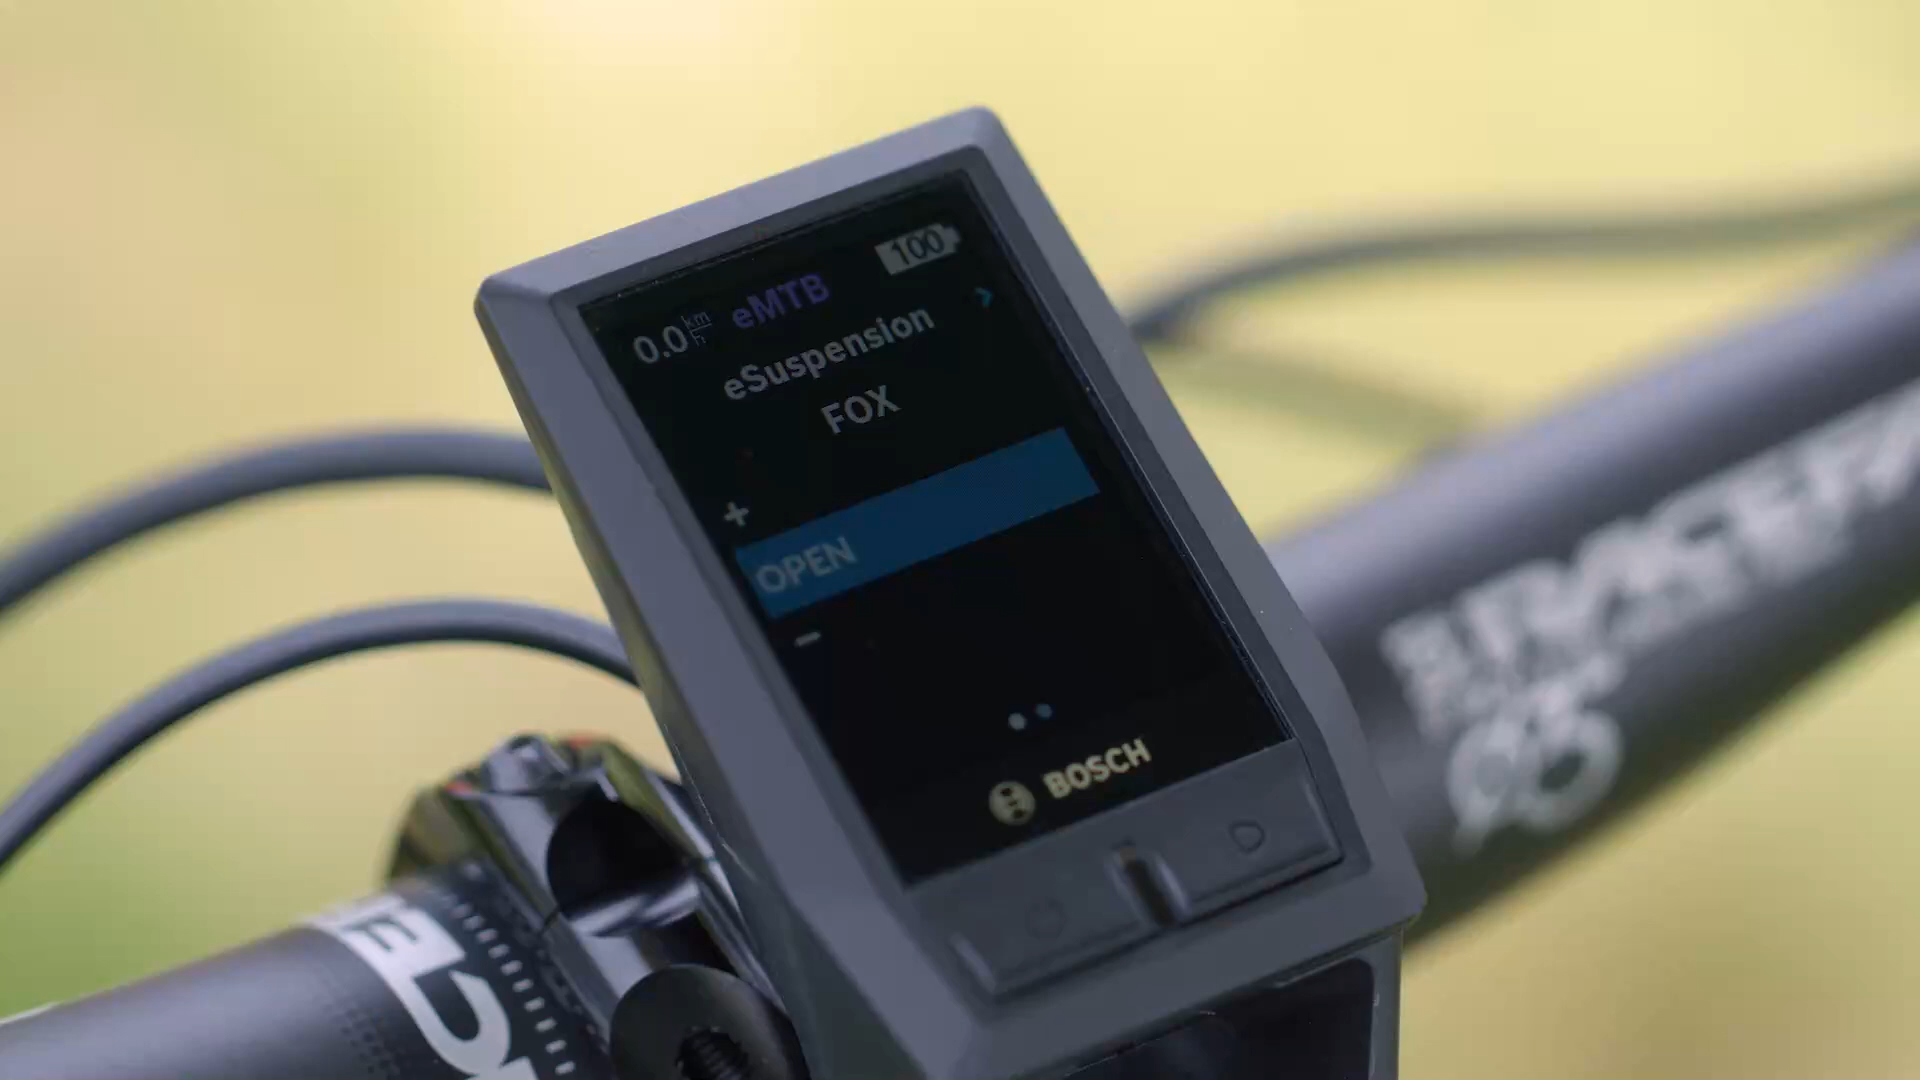 100
0.0 km/h eMTB
eSuspension
FOX
+
OPEN
-
BOSCH